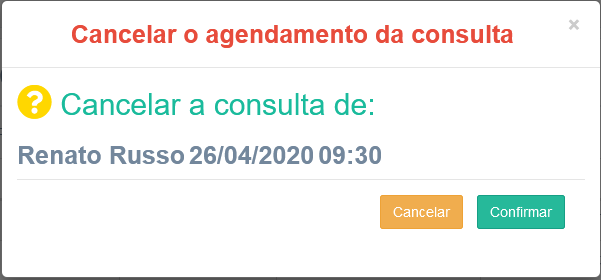 Cancelar o agendamento da consulta
×
? Cancelar a consulta de:
Renato Russo 26/04/2020 09:30
Cancelar
Confirmar